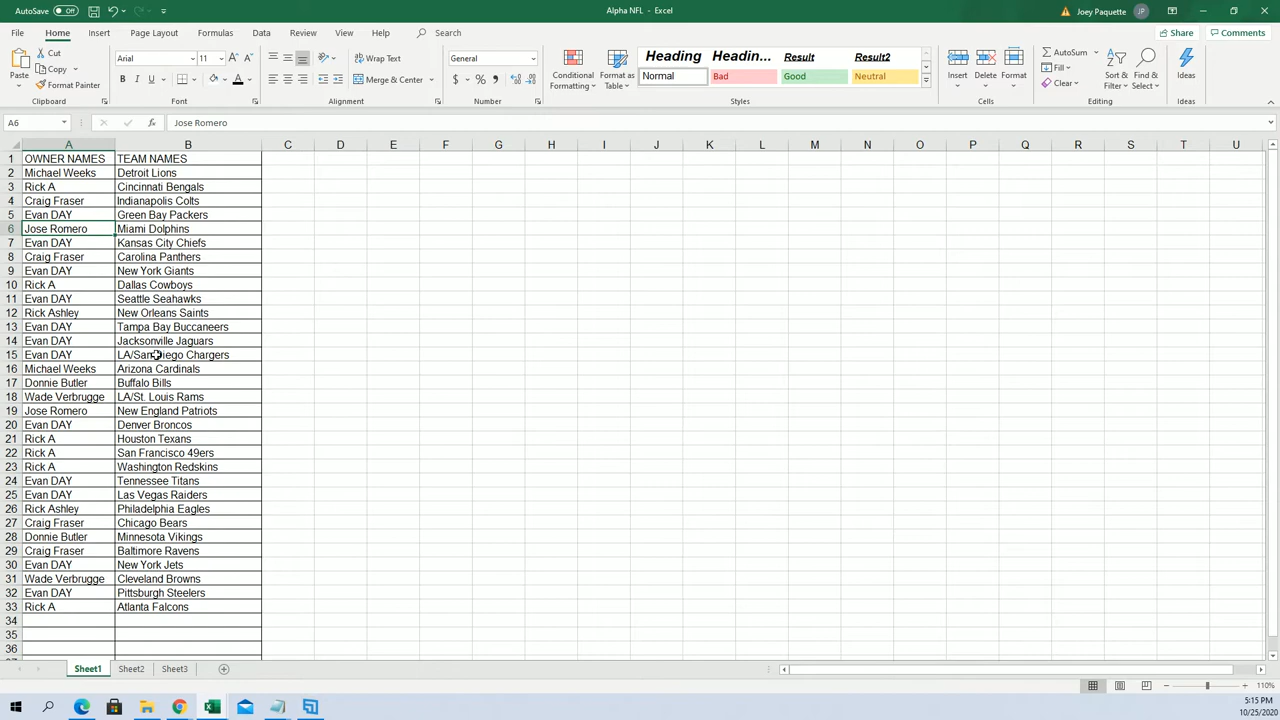 AutoSave Off Alpha NFL - Excel Joey Paquette JP
File Home Insert Page Layout Formulas Data Review View Help Search Share Comments
Paste Cut Copy Format Painter Clipboard
Arial 11 A A B I U A Font
Wrap Text Merge & Center Alignment
General $ % , Number
Conditional Formatting Format as Table
Heading Headin... Result Result2
Normal Bad Good Neutral Styles
Insert Delete Format Cells
AutoSum Fill Clear Sort & Filter Find & Select Editing
Ideas Ideas
A6 fx Jose Romero
A B C D E F G H I J K L M N O P Q R S T U
1 OWNER NAMES TEAM NAMES
2 Michael Weeks Detroit Lions
3 Rick A Cincinnati Bengals
4 Craig Fraser Indianapolis Colts
5 Evan DAY Green Bay Packers
6 Jose Romero Miami Dolphins
7 Evan DAY Kansas City Chiefs
8 Craig Fraser Carolina Panthers
9 Evan DAY New York Giants
10 Rick A Dallas Cowboys
11 Evan DAY Seattle Seahawks
12 Rick Ashley New Orleans Saints
13 Evan DAY Tampa Bay Buccaneers
14 Evan DAY Jacksonville Jaguars
15 Evan DAY LA/San Diego Chargers
16 Michael Weeks Arizona Cardinals
17 Donnie Butler Buffalo Bills
18 Wade Verbrugge LA/St. Louis Rams
19 Jose Romero New England Patriots
20 Evan DAY Denver Broncos
21 Rick A Houston Texans
22 Rick A San Francisco 49ers
23 Rick A Washington Redskins
24 Evan DAY Tennessee Titans
25 Evan DAY Las Vegas Raiders
26 Rick Ashley Philadelphia Eagles
27 Craig Fraser Chicago Bears
28 Donnie Butler Minnesota Vikings
29 Craig Fraser Baltimore Ravens
30 Evan DAY New York Jets
31 Wade Verbrugge Cleveland Browns
32 Evan DAY Pittsburgh Steelers
33 Rick A Atlanta Falcons
34
35
36
Sheet1 Sheet2 Sheet3
110%
5:15 PM
10/25/2020